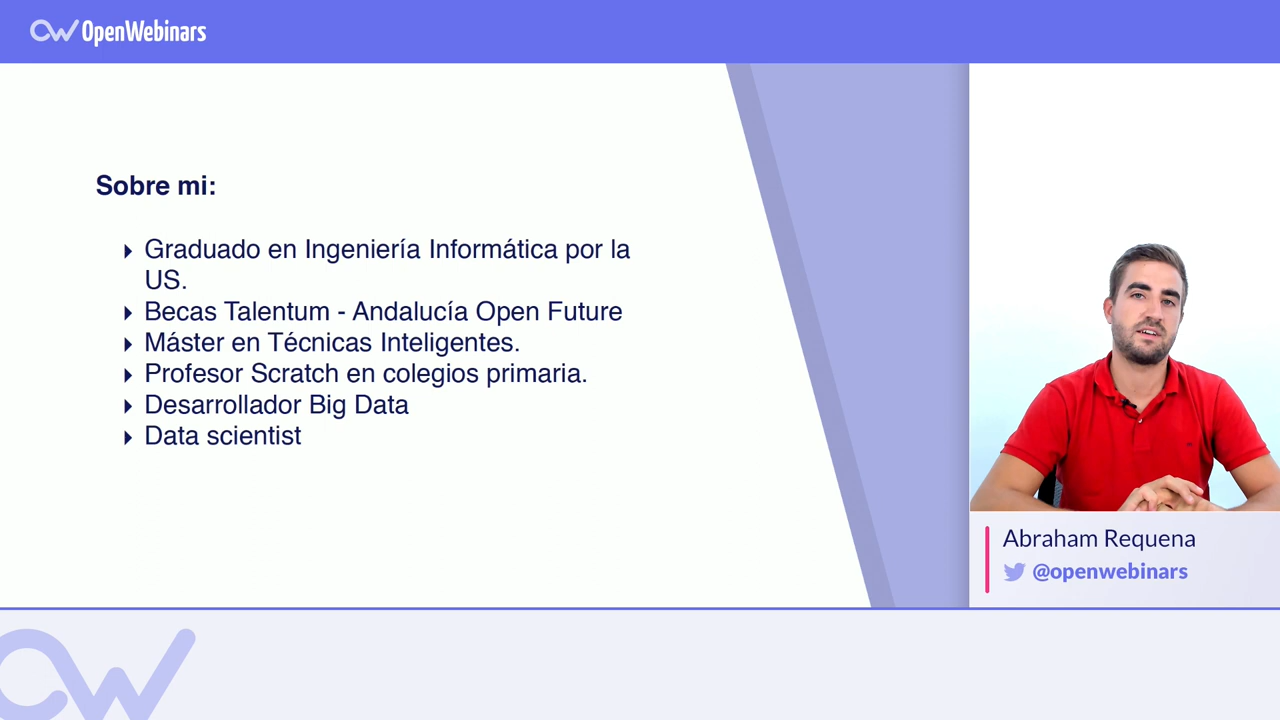 OpenWebinars
Sobre mi:
Graduado en Ingeniería Informática por la
US.
Becas Talentum - Andalucía Open Future
Máster en Técnicas Inteligentes.
Profesor Scratch en colegios primaria.
Desarrollador Big Data
Data scientist
Abraham Requena
@openwebinars